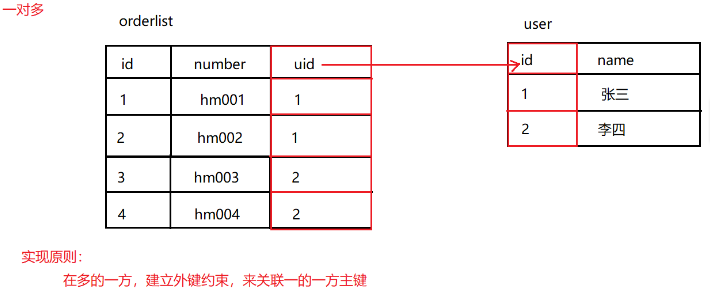 一对多
orderlist
user
id number uid
1 hm001 1
2 hm002 1
3 hm003 2
4 hm004 2
id name
1 张三
2 李四
实现原则：
在多的一方，建立外键约束，来关联一的一方主键